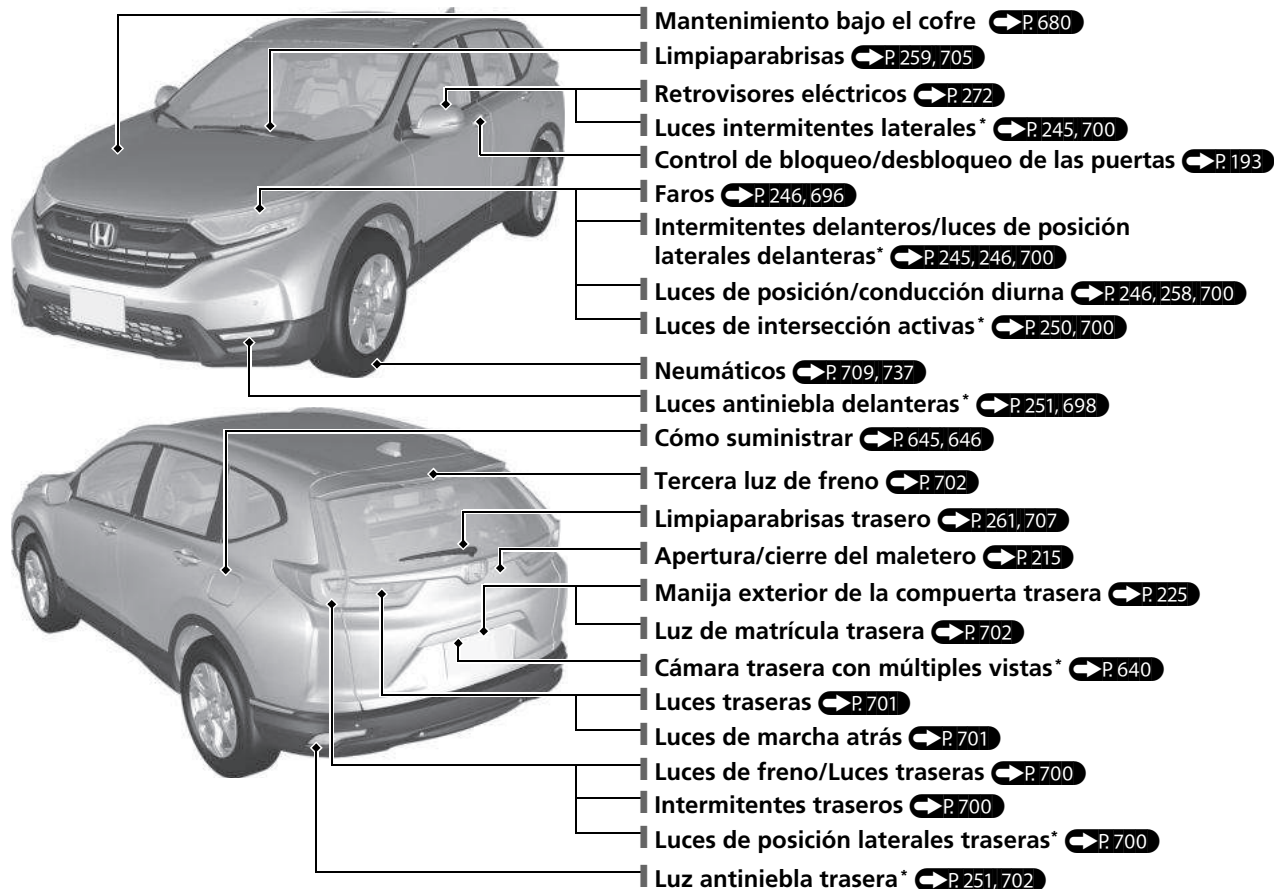 Mantenimiento bajo el cofre P. 680
Limpiaparabrisas P. 259, 705
Retrovisores eléctricos P. 272
Luces intermitentes laterales* P. 245, 700
Control de bloqueo/desbloqueo de las puertas P. 193
Faros P. 246, 696
Intermitentes delanteros/luces de posición
laterales delanteras* P. 245, 246, 700
Luces de posición/conducción diurna P. 246, 258, 700
Luces de intersección activas* P. 250, 700
Neumáticos P. 709, 737
Luces antiniebla delanteras* P. 251, 698
Cómo suministrar P. 645, 646
Tercera luz de freno P. 702
Limpiaparabrisas trasero P. 261, 707
Apertura/cierre del maletero P. 215
Manija exterior de la compuerta trasera P. 225
Luz de matrícula trasera P. 702
Cámara trasera con múltiples vistas* P. 640
Luces traseras P. 701
Luces de marcha atrás P. 701
Luces de freno/Luces traseras P. 700
Intermitentes traseros P. 700
Luces de posición laterales traseras* P. 700
Luz antiniebla trasera* P. 251, 702